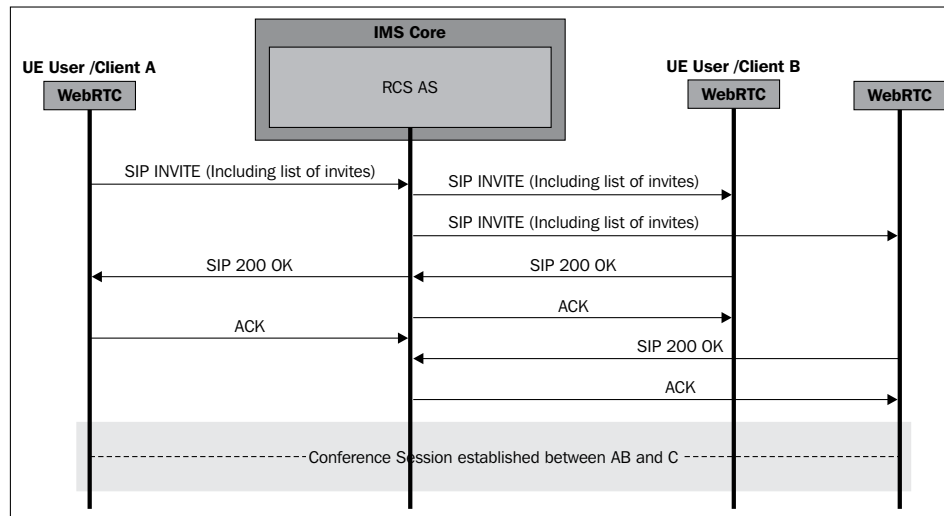 IMS Core
UE User /Client A
UE User /Client B
WebRTC
RCS AS
WebRTC
WebRTC
SIP INVITE (Including list of invites)
SIP INVITE (Including list of invites)
SIP INVITE (Including list of invites)
SIP 200 OK
SIP 200 OK
ACK
ACK
SIP 200 OK
ACK
Conference Session established between AB and C